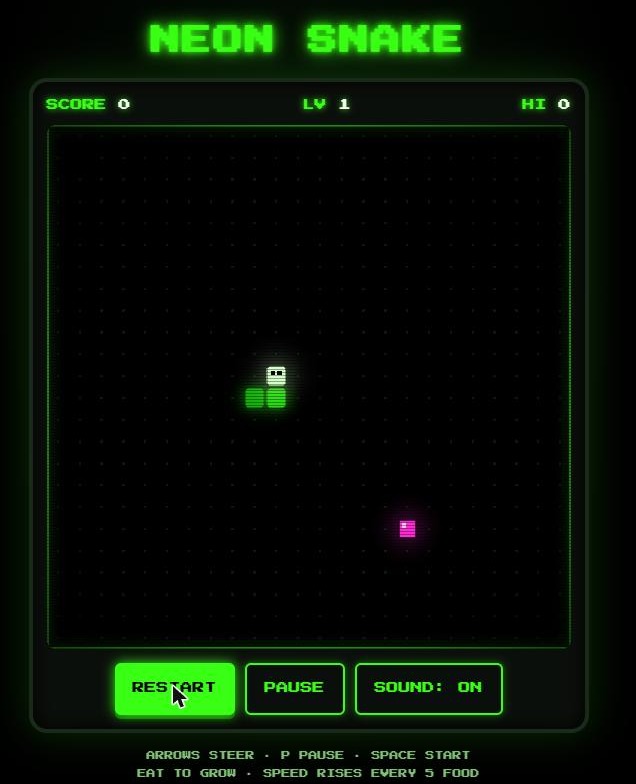 NEON SNAKE
SCORE 0 LV 1 HI 0
RESTART PAUSE SOUND: ON
ARROWS STEER · P PAUSE · SPACE START
EAT TO GROW · SPEED RISES EVERY 5 FOOD